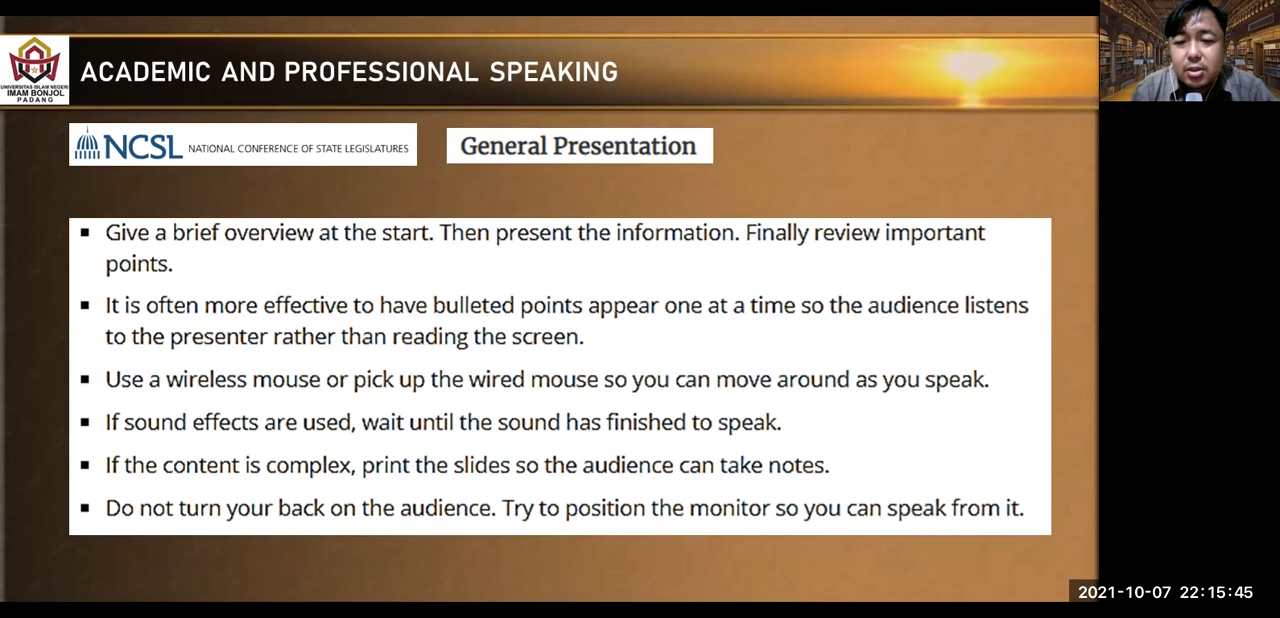 ACADEMIC AND PROFESSIONAL SPEAKING
UNIVERSITAS ISLAM NEGERI
IMAM BONJOL
PADANG
NCSL NATIONAL CONFERENCE OF STATE LEGISLATURES
General Presentation
▪ Give a brief overview at the start. Then present the information. Finally review important
points.
▪ It is often more effective to have bulleted points appear one at a time so the audience listens
to the presenter rather than reading the screen.
▪ Use a wireless mouse or pick up the wired mouse so you can move around as you speak.
▪ If sound effects are used, wait until the sound has finished to speak.
▪ If the content is complex, print the slides so the audience can take notes.
▪ Do not turn your back on the audience. Try to position the monitor so you can speak from it.
2021-10-07 22:15:45